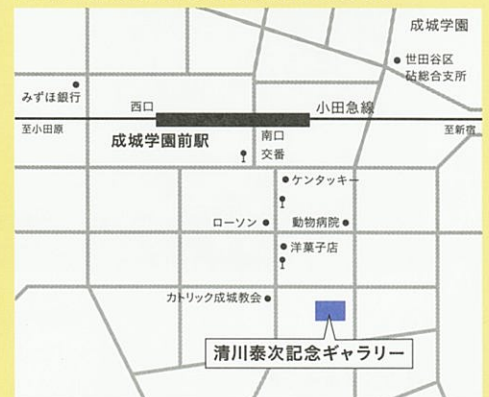 成城学園
世田谷区
砧総合支所
みずほ銀行
西口
小田急線
至小田原
至新宿
成城学園前駅
南口
交番
ケンタッキー
ローソン
動物病院
洋菓子店
カトリック成城教会
清川泰次記念ギャラリー